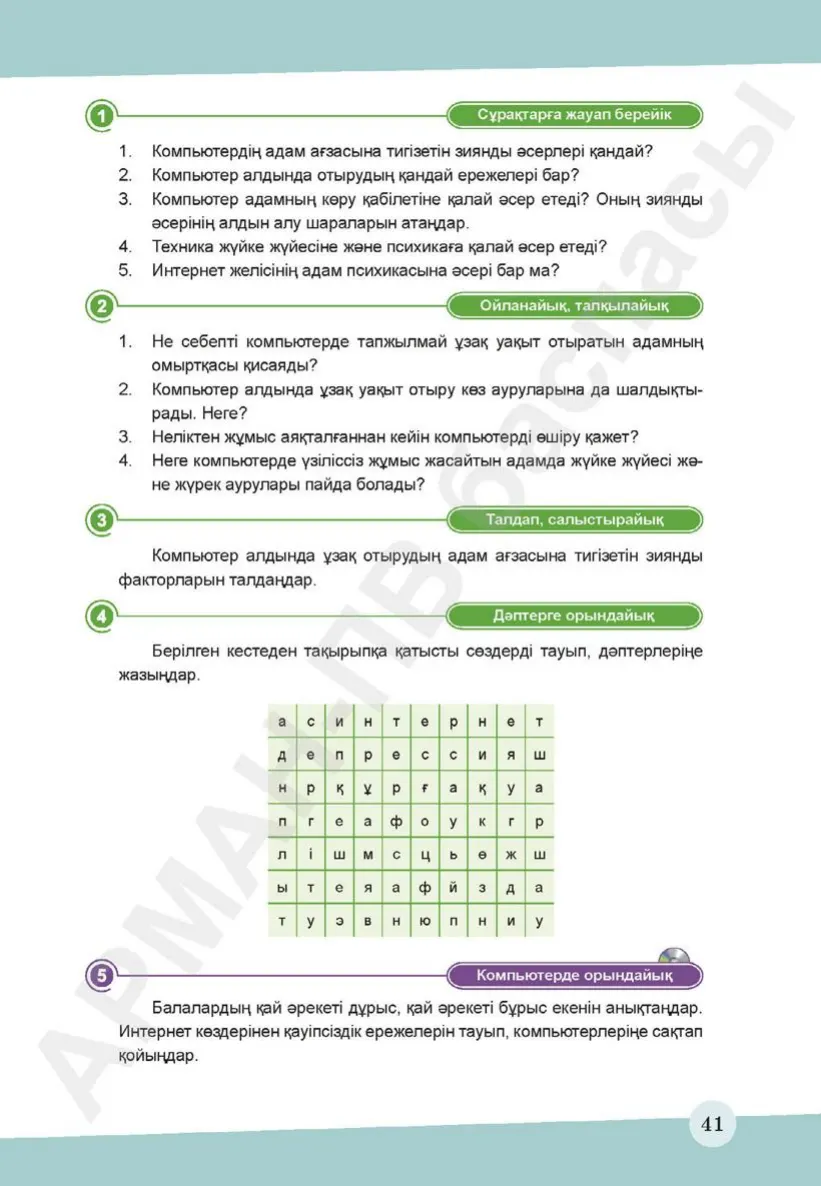 1 Сұрақтарға жауап берейік
1. Компьютердің адам ағзасына тигізетін зиянды әсерлері қандай?
2. Компьютер алдында отырудың қандай ережелері бар?
3. Компьютер адамның көру қабілетіне қалай әсер етеді? Оның зиянды
әсерінің алдын алу шараларын атаңдар.
4. Техника жүйке жүйесіне және психикаға қалай әсер етеді?
5. Интернет желісінің адам психикасына әсері бар ма?
2 Ойланайық, талқылайық
1. Не себепті компьютерде тапжылмай ұзақ уақыт отыратын адамның
омыртқасы қисаяды?
2. Компьютер алдында ұзақ уақыт отыру көз ауруларына да шалдықты-
рады. Неге?
3. Неліктен жұмыс аяқталғаннан кейін компьютерді өшіру қажет?
4. Неге компьютерде үзіліссіз жұмыс жасайтын адамда жүйке жүйесі жә-
не жүрек аурулары пайда болады?
3 Талдап, салыстырайық
Компьютер алдында ұзақ отырудың адам ағзасына тигізетін зиянды
факторларын талдаңдар.
4 Дәптерге орындайық
Берілген кестеден тақырыпқа қатысты сөздерді тауып, дәптерлеріңе
жазыңдар.
а с и н т е р н е т
д е п р е с с и я ш
н р қ ұ р ғ а қ у а
п г е а ф о у к г р
л і ш м с ц ь ө ж ш
ы т е я а ф й з д а
т у э в н ю п н и у
5 Компьютерде орындайық
Балалардың қай әрекеті дұрыс, қай әрекеті бұрыс екенін анықтаңдар.
Интернет көздерінен қауіпсіздік ережелерін тауып, компьютерлеріңе сақтап
қойыңдар.
41
АРМАН-ПВ баспасы